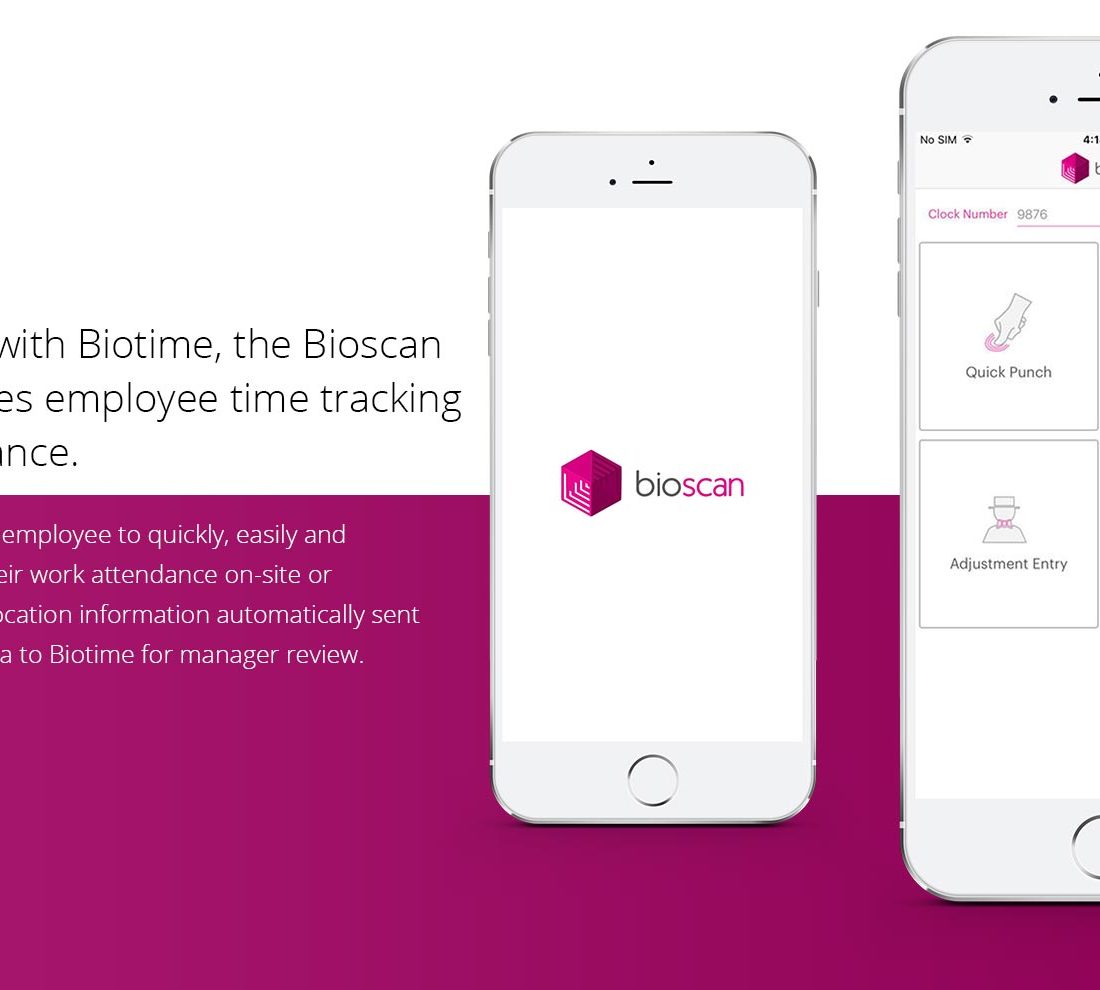 with Biotime, the Bioscan
es employee time tracking
ance.
employee to quickly, easily and
eir work attendance on-site or
ocation information automatically sent
a to Biotime for manager review.
bioscan
No SIM
4:1
b
Clock Number 9876
Quick Punch
Adjustment Entry